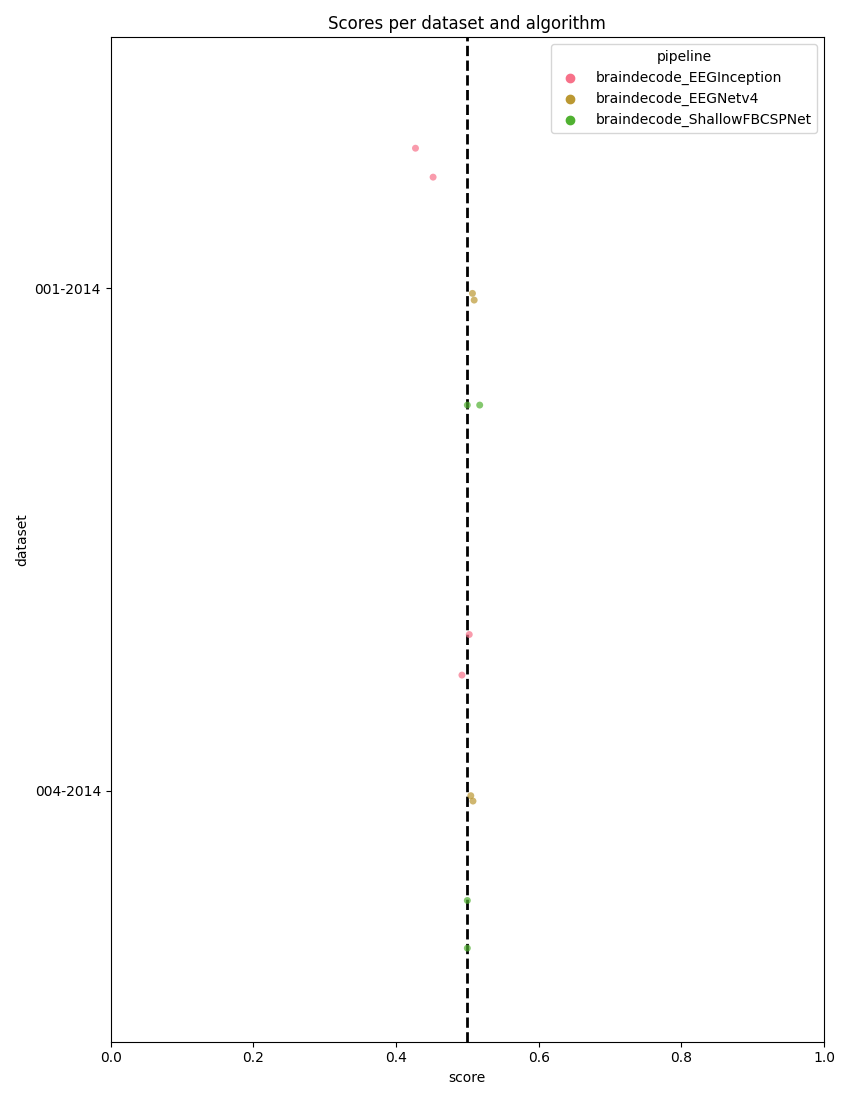 Scores per dataset and algorithm
pipeline
braindecode_EEGInception
braindecode_EEGNetv4
braindecode_ShallowFBCSPNet
001-2014
dataset
004-2014
0.0 0.2 0.4 0.6 0.8 1.0
score